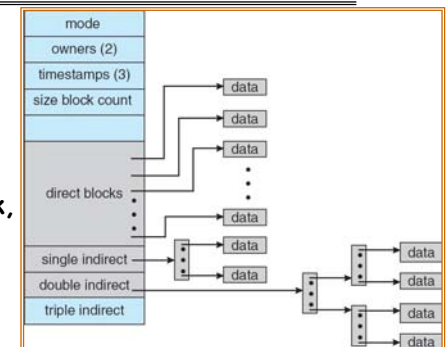 mode
owners (2)
timestamps (3)
size block count
direct blocks
single indirect
double indirect
triple indirect
data
data
data
data
data
data
data
data
data
data